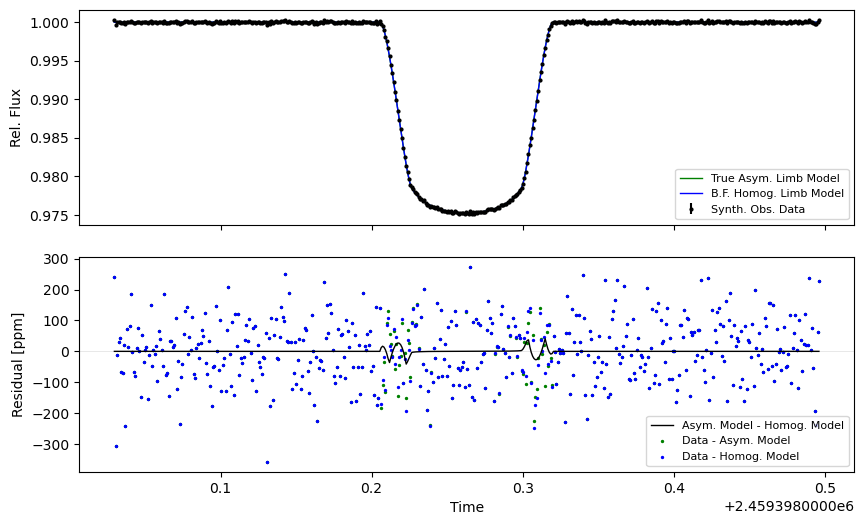 1.000
0.995
0.990
0.985
0.980
0.975
Rel. Flux
True Asym. Limb Model
B.F. Homog. Limb Model
Synth. Obs. Data
300
200
100
0
−100
−200
−300
Residual [ppm]
Asym. Model - Homog. Model
Data - Asym. Model
Data - Homog. Model
0.1 0.2 0.3 0.4 0.5
Time
+2.4593980000e6